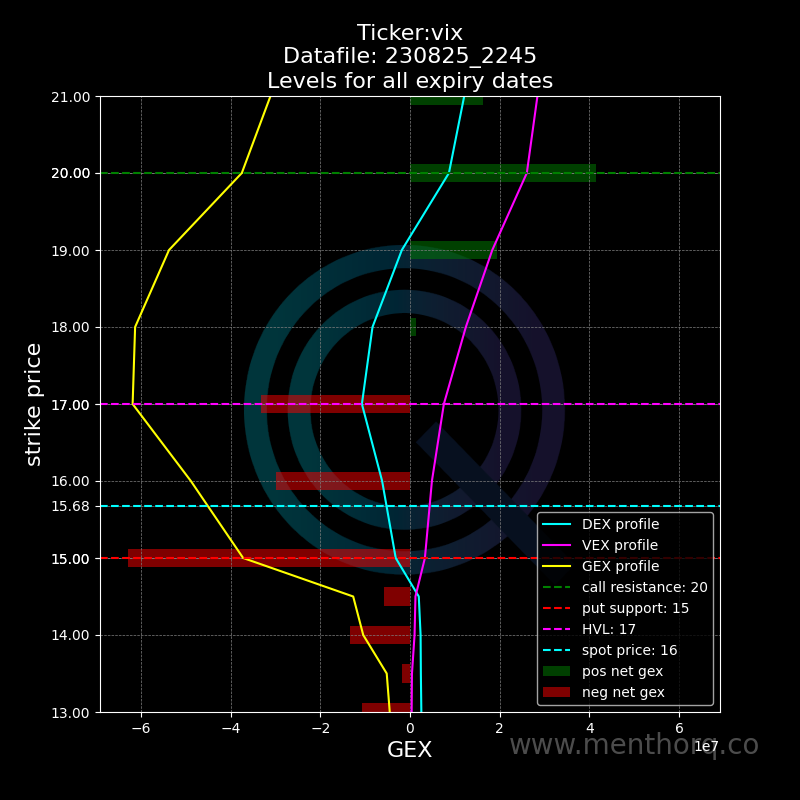 Ticker:vix
Datafile: 230825_2245
Levels for all expiry dates
21.00
20.00
19.00
18.00
17.00
16.00
15.68
15.00
14.00
13.00
strike price
DEX profile
VEX profile
GEX profile
call resistance: 20
put support: 15
HVL: 17
spot price: 16
pos net gex
neg net gex
−6 −4 −2 0 2 4 6
1e7
GEX
www.menthorq.co